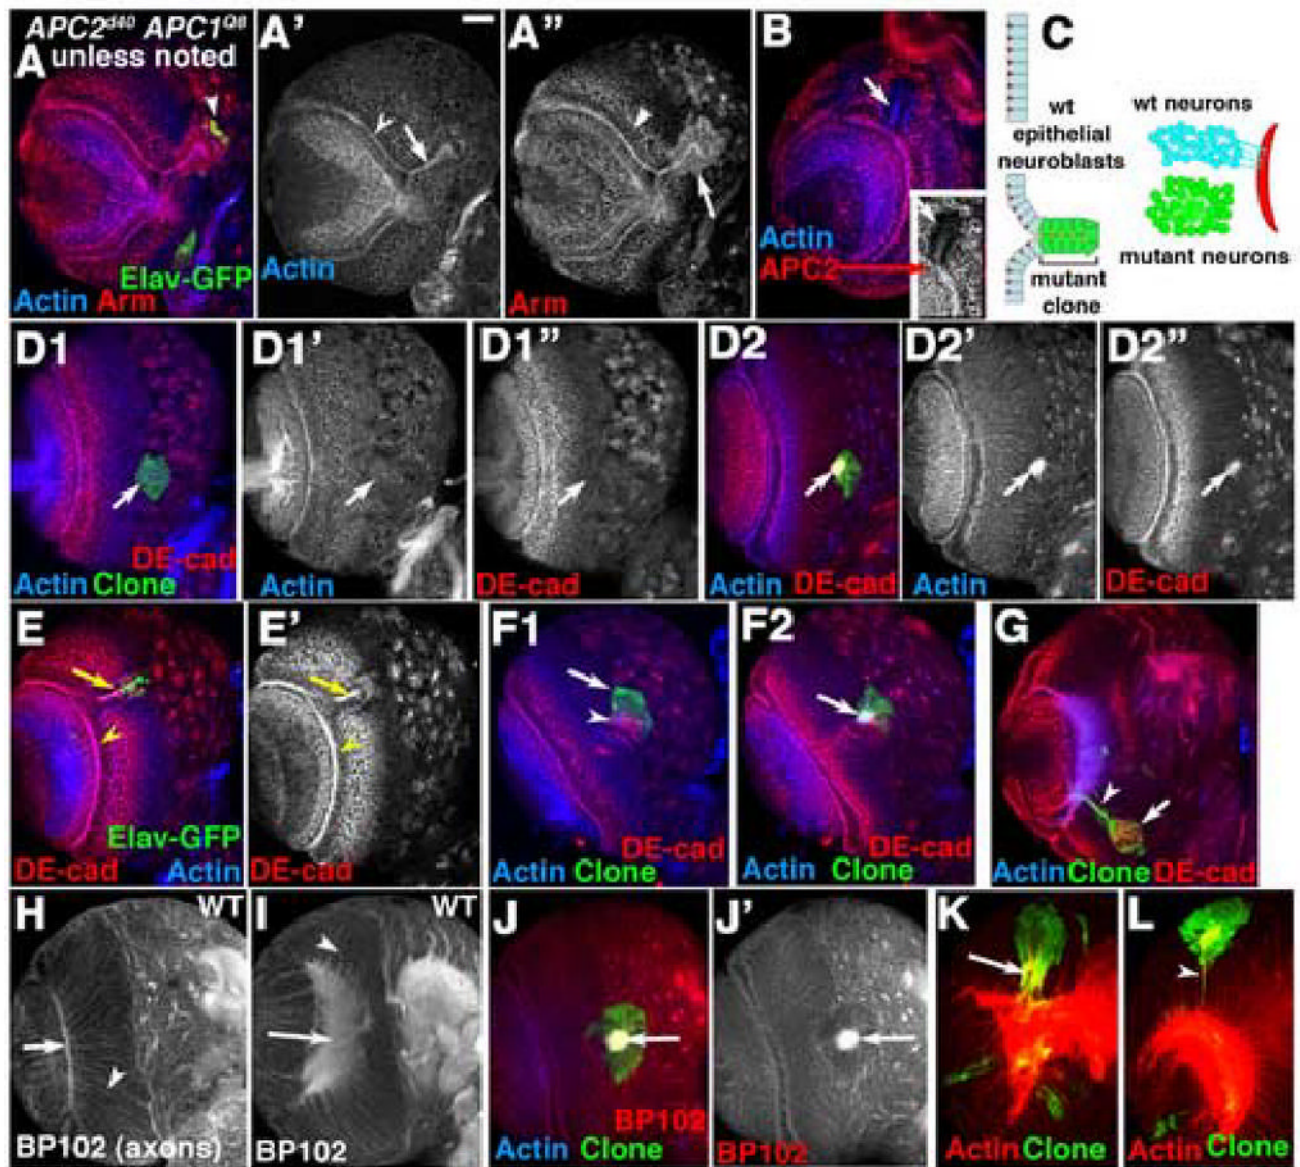 APC2d40 APC1Q8
A unless noted
A'
A”
B
C
Elav-GFP
Actin Arm
Actin
Arm
Actin
APC2
wt
epithelial
neuroblasts
mutant
clone
wt neurons
mutant neurons
D1
D1'
D1”
D2
D2'
D2”
DE-cad
Actin Clone
Actin
DE-cad
Actin DE-cad
Actin
DE-cad
E
E'
F1
F2
G
Elav-GFP
DE-cad Actin
DE-cad
DE-cad
Actin Clone
DE-cad
Actin Clone
Actin Clone DE-cad
H WT
I WT
J
J'
K
L
BP102 (axons)
BP102
BP102
Actin Clone
BP102
Actin Clone
Actin Clone